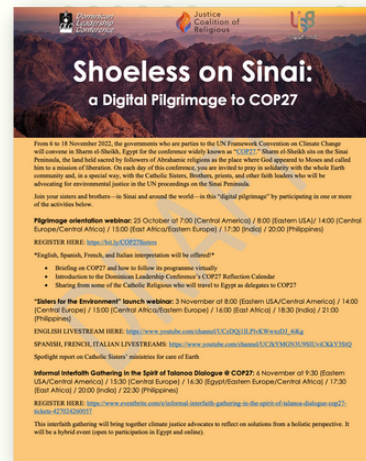 Dominican
Leadership
Conference
Justice
Coalition of
Religious
Shoeless on Sinai:
a Digital Pilgrimage to COP27
From 6 to 18 November 2022, the governments who are parties to the UN Framework Convention on Climate Change
will convene in Sharm el-Sheikh, Egypt for the conference widely known as “COP27.” Sharm el-Sheikh sits on the Sinai
Peninsula, the land held sacred by followers of Abrahamic religions as the place where God appeared to Moses and called
him to a mission of liberation. On each day of this conference, you are invited to pray in solidarity with the whole Earth
community and, in a special way, with the Catholic Sisters, Brothers, priests, and other faith leaders who will be
advocating for environmental justice in the UN proceedings on the Sinai Peninsula.
Join your sisters and brothers—in Sinai and around the world—in this “digital pilgrimage” by participating in one or more
of the activities below.
Pilgrimage orientation webinar: 25 October at 7:00 (Central America) / 8:00 (Eastern USA)/ 14:00 (Central
Europe/Central Africa) / 15:00 (East Africa/Eastern Europe) / 17:30 (India) / 20:00 (Philippines)
REGISTER HERE: https://bit.ly/COP27Sisters
*English, Spanish, French, and Italian interpretation will be offered!*
• Briefing on COP27 and how to follow its programme virtually
• Introduction to the Dominican Leadership Conference’s COP27 Reflection Calendar
• Sharing from some of the Catholic Religious who will travel to Egypt as delegates to COP27
“Sisters for the Environment” launch webinar: 3 November at 8:00 (Eastern USA/Central America) / 14:00
(Central Europe) / 15:00 (Central Africa/Eastern Europe) / 16:00 (East Africa) / 18:30 (India) / 21:00
(Philippines)
ENGLISH LIVESTREAM HERE:
SPANISH, FRENCH, ITALIAN LIVESTREAMS:
Spotlight report on Catholic Sisters’ ministries for care of Earth
Informal Interfaith Gathering in the Spirit of Talanoa Dialogue @ COP27: 6 November at 9:30 (Eastern
USA/Central America) / 15:30 (Central Europe) / 16:30 (Egypt/Eastern Europe/Central Africa) / 17:30
(East Africa) / 20:00 (India) / 22:30 (Philippines)
REGISTER HERE: https://www.eventbrite.com/e/informal-interfaith-gathering-in-the-spirit-of-talanoa-dialogue-cop27-
tickets-427024260057
This interfaith gathering will bring together climate justice advocates to reflect on solutions from a holistic perspective. It
will be a hybrid event (open to participation in Egypt and online).